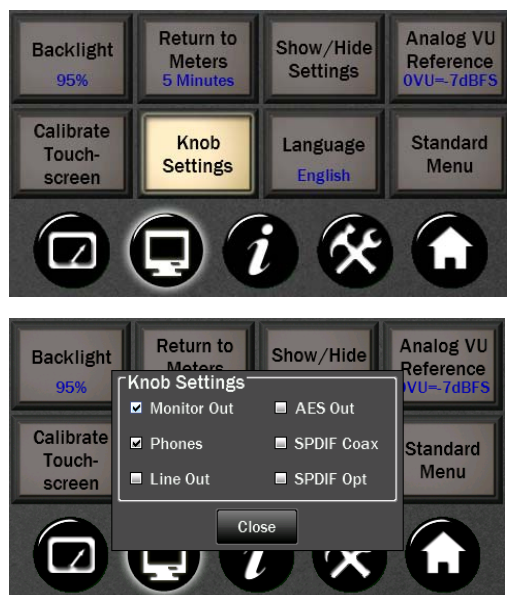 Backlight
95%
Return to
Meters
5 Minutes
Show/Hide
Settings
Analog VU
Reference
0VU=-7dBFS
Calibrate
Touch-
screen
Knob
Settings
Language
English
Standard
Menu
i
Backlight
95%
Return to
Meters
Show/Hide
Analog VU
Reference
0VU=-7dBFS
Calibrate
Touch-
screen
Knob Settings
Monitor Out
AES Out
Phones
SPDIF Coax
Line Out
SPDIF Opt
Close
Standard
Menu